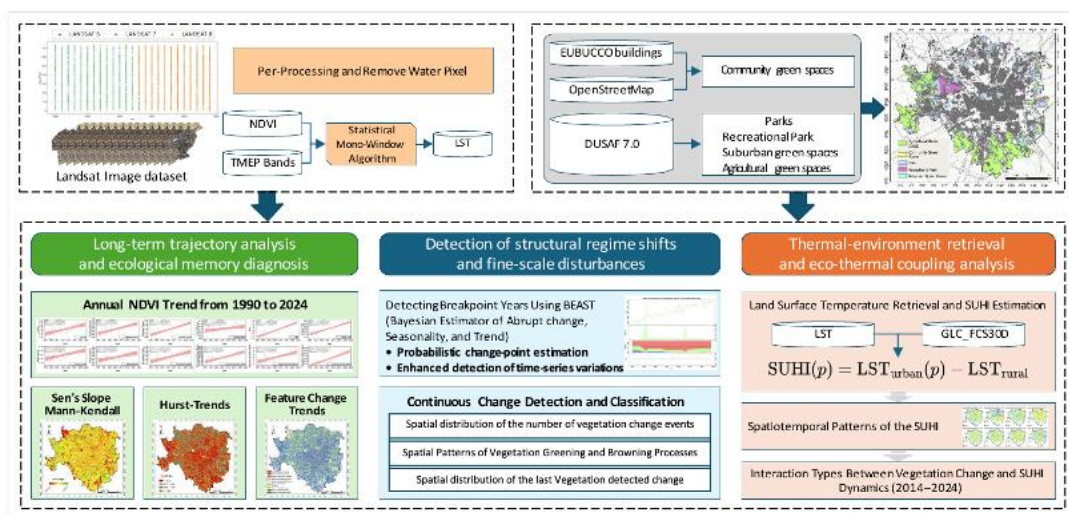 LANDSAT 5 LANDSAT 7 LANDSAT 8
Per-Processing and Remove Water Pixel
NDVI
TMEP Bands
Statistical
Mono-Window
Algorithm
LST
Landsat Image dataset
EUBUCCO buildings
OpenStreetMap
Community green spaces
DUSAF 7.0
Parks
Recreational Park
Suburban green spaces
Agricultural green spaces
Long-term trajectory analysis
and ecological memory diagnosis
Annual NDVI Trend from 1990 to 2024
Sen's Slope
Mann-Kendall
Hurst-Trends
Feature Change
Trends
Detection of structural regime shifts
and fine-scale disturbances
Detecting Breakpoint Years Using BEAST
(Bayesian Estimator of Abrupt change,
Seasonality, and Trend)
• Probabilistic change-point estimation
• Enhanced detection of time-series variations
Continuous Change Detection and Classification
Spatial distribution of the number of vegetation change events
Spatial Patterns of Vegetation Greening and Browning Processes
Spatial distribution of the last Vegetation detected change
Thermal-environment retrieval
and eco-thermal coupling analysis
Land Surface Temperature Retrieval and SUHI Estimation
LST
GLC_FCS30D
SUHI(p) = LSTurban(p) − LSTrural
Spatiotemporal Patterns of the SUHI
Interaction Types Between Vegetation Change and SUHI
Dynamics (2014–2024)